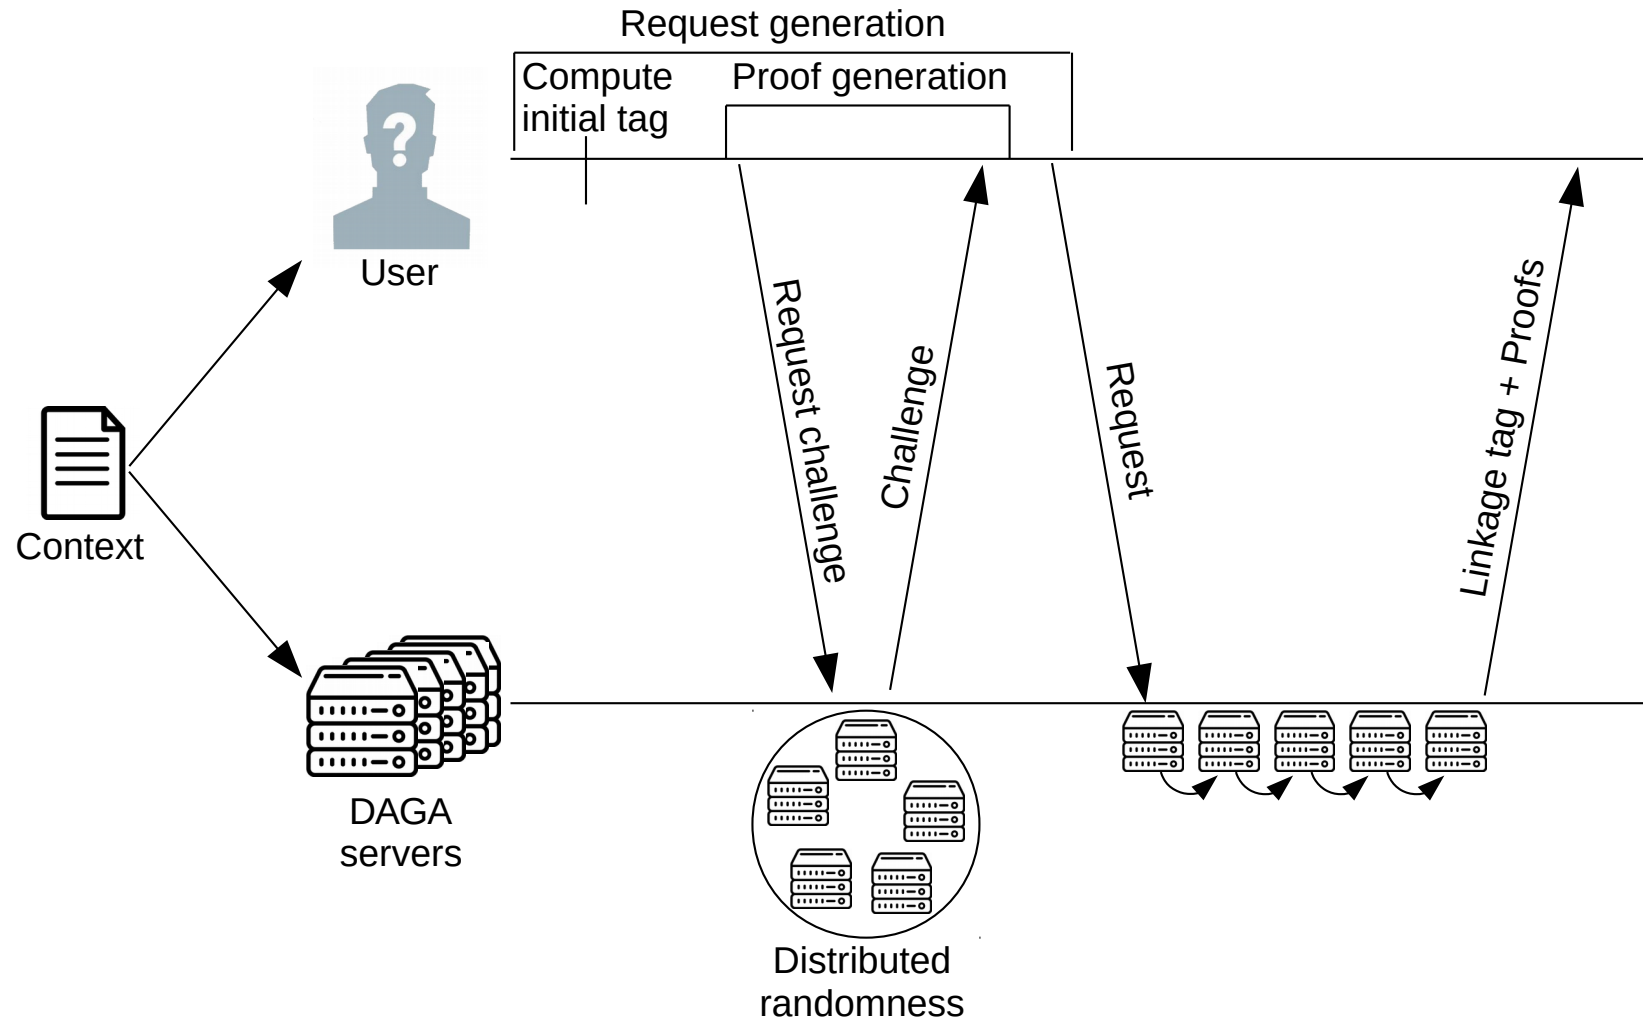 Request generation
Compute
initial tag
Proof generation
?
User
Request challenge
Challenge
Request
Linkage tag + Proofs
Context
DAGA
servers
Distributed
randomness